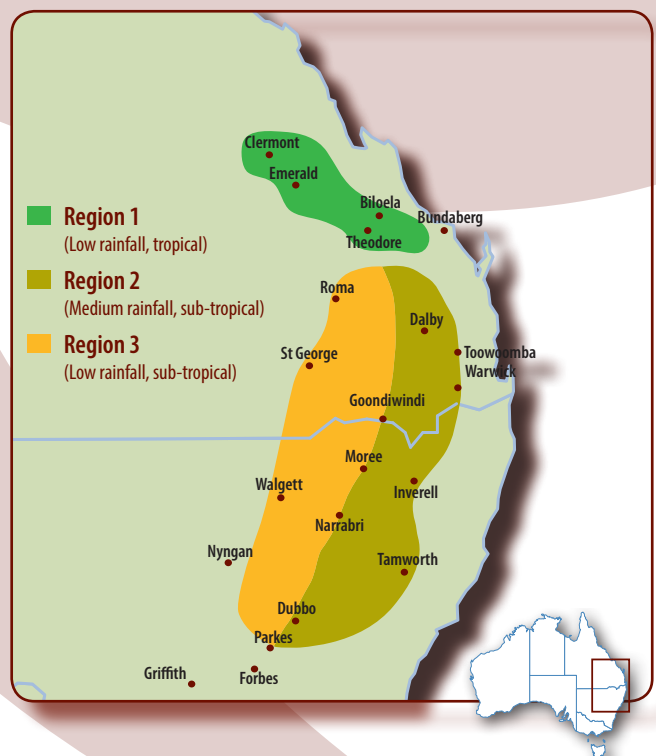 Clermont
Emerald
Biloela
Bundaberg
Theodore
Region 1
(Low rainfall, tropical)
Region 2
(Medium rainfall, sub-tropical)
Region 3
(Low rainfall, sub-tropical)
Roma
Dalby
St George
Toowoomba
Warwick
Goondiwindi
Moree
Walgett
Inverell
Narrabri
Nyngan
Tamworth
Dubbo
Parkes
Griffith
Forbes